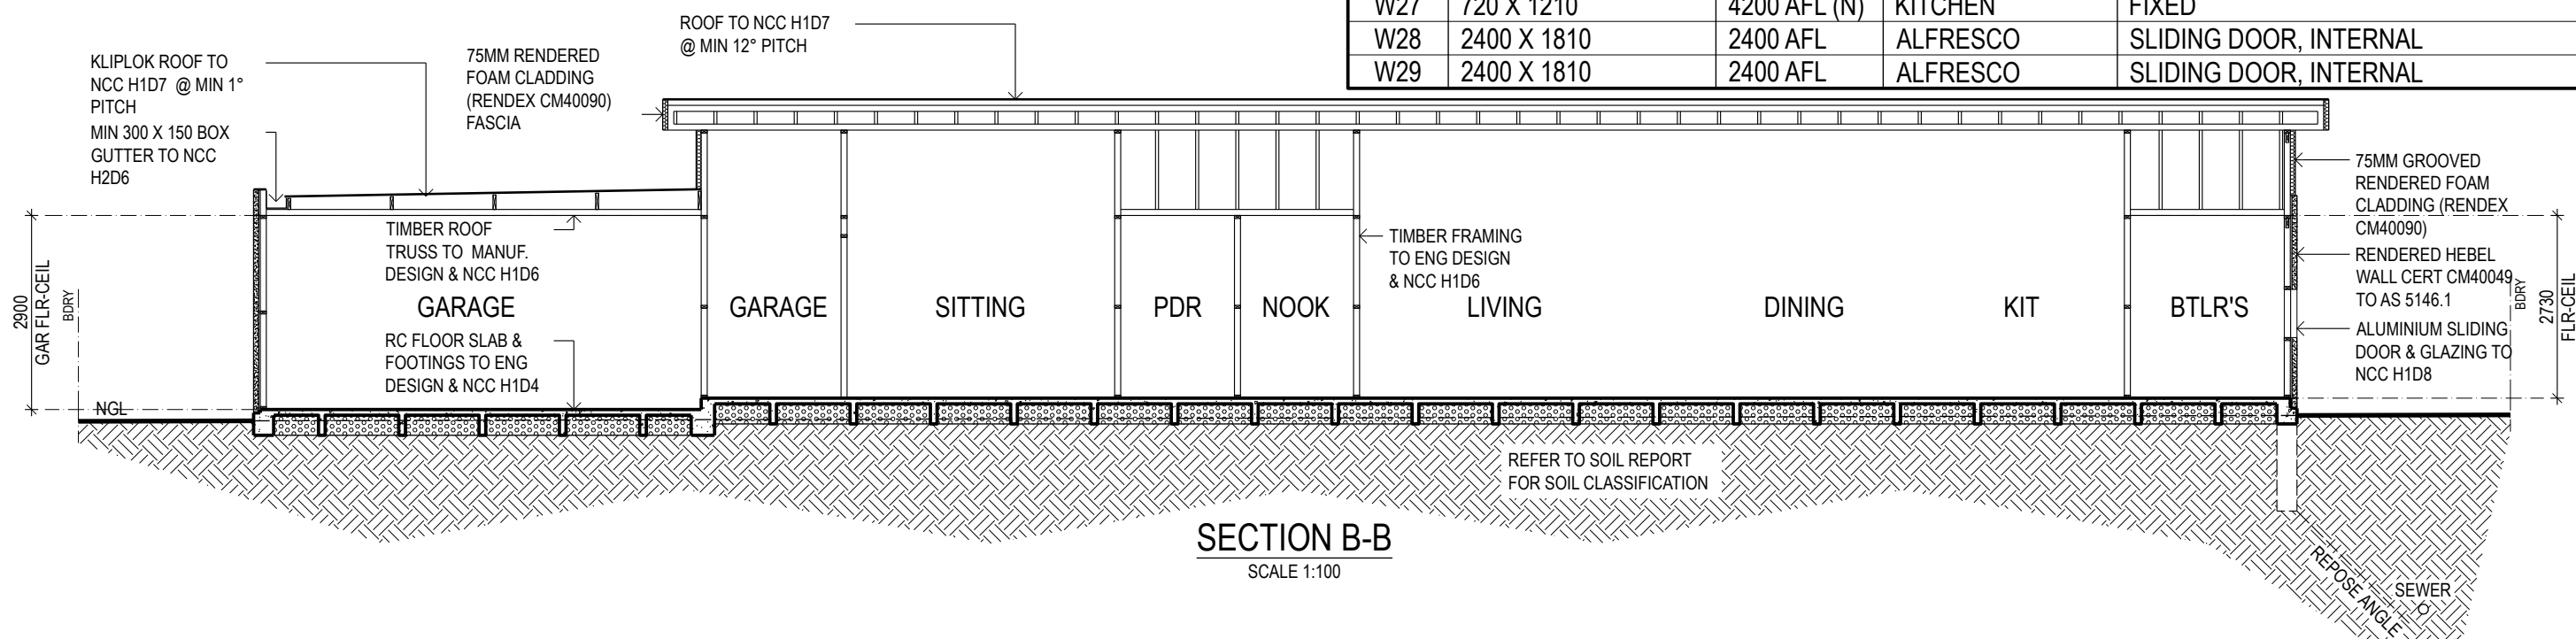 W27 720 X 1210 4200 AFL (N) KITCHEN FIXED
W28 2400 X 1810 2400 AFL ALFRESCO SLIDING DOOR, INTERNAL
W29 2400 X 1810 2400 AFL ALFRESCO SLIDING DOOR, INTERNAL
ROOF TO NCC H1D7
@ MIN 12° PITCH
KLIPLOK ROOF TO
NCC H1D7 @ MIN 1°
PITCH
MIN 300 X 150 BOX
GUTTER TO NCC
H2D6
75MM RENDERED
FOAM CLADDING
(RENDEX CM40090)
FASCIA
2900
GAR FLR-CEIL
BDRY
NGL
TIMBER ROOF
TRUSS TO MANUF.
DESIGN & NCC H1D6
GARAGE
RC FLOOR SLAB &
FOOTINGS TO ENG
DESIGN & NCC H1D4
GARAGE
SITTING
PDR
NOOK
TIMBER FRAMING
TO ENG DESIGN
& NCC H1D6
LIVING
DINING
KIT
BTLR'S
75MM GROOVED
RENDERED FOAM
CLADDING (RENDEX
CM40090)
RENDERED HEBEL
WALL CERT CM40049
TO AS 5146.1
ALUMINIUM SLIDING
DOOR & GLAZING TO
NCC H1D8
BDRY
2730
FLR-CEIL
REFER TO SOIL REPORT
FOR SOIL CLASSIFICATION
SECTION B-B
SCALE 1:100
REPOSE ANGLE
SEWER